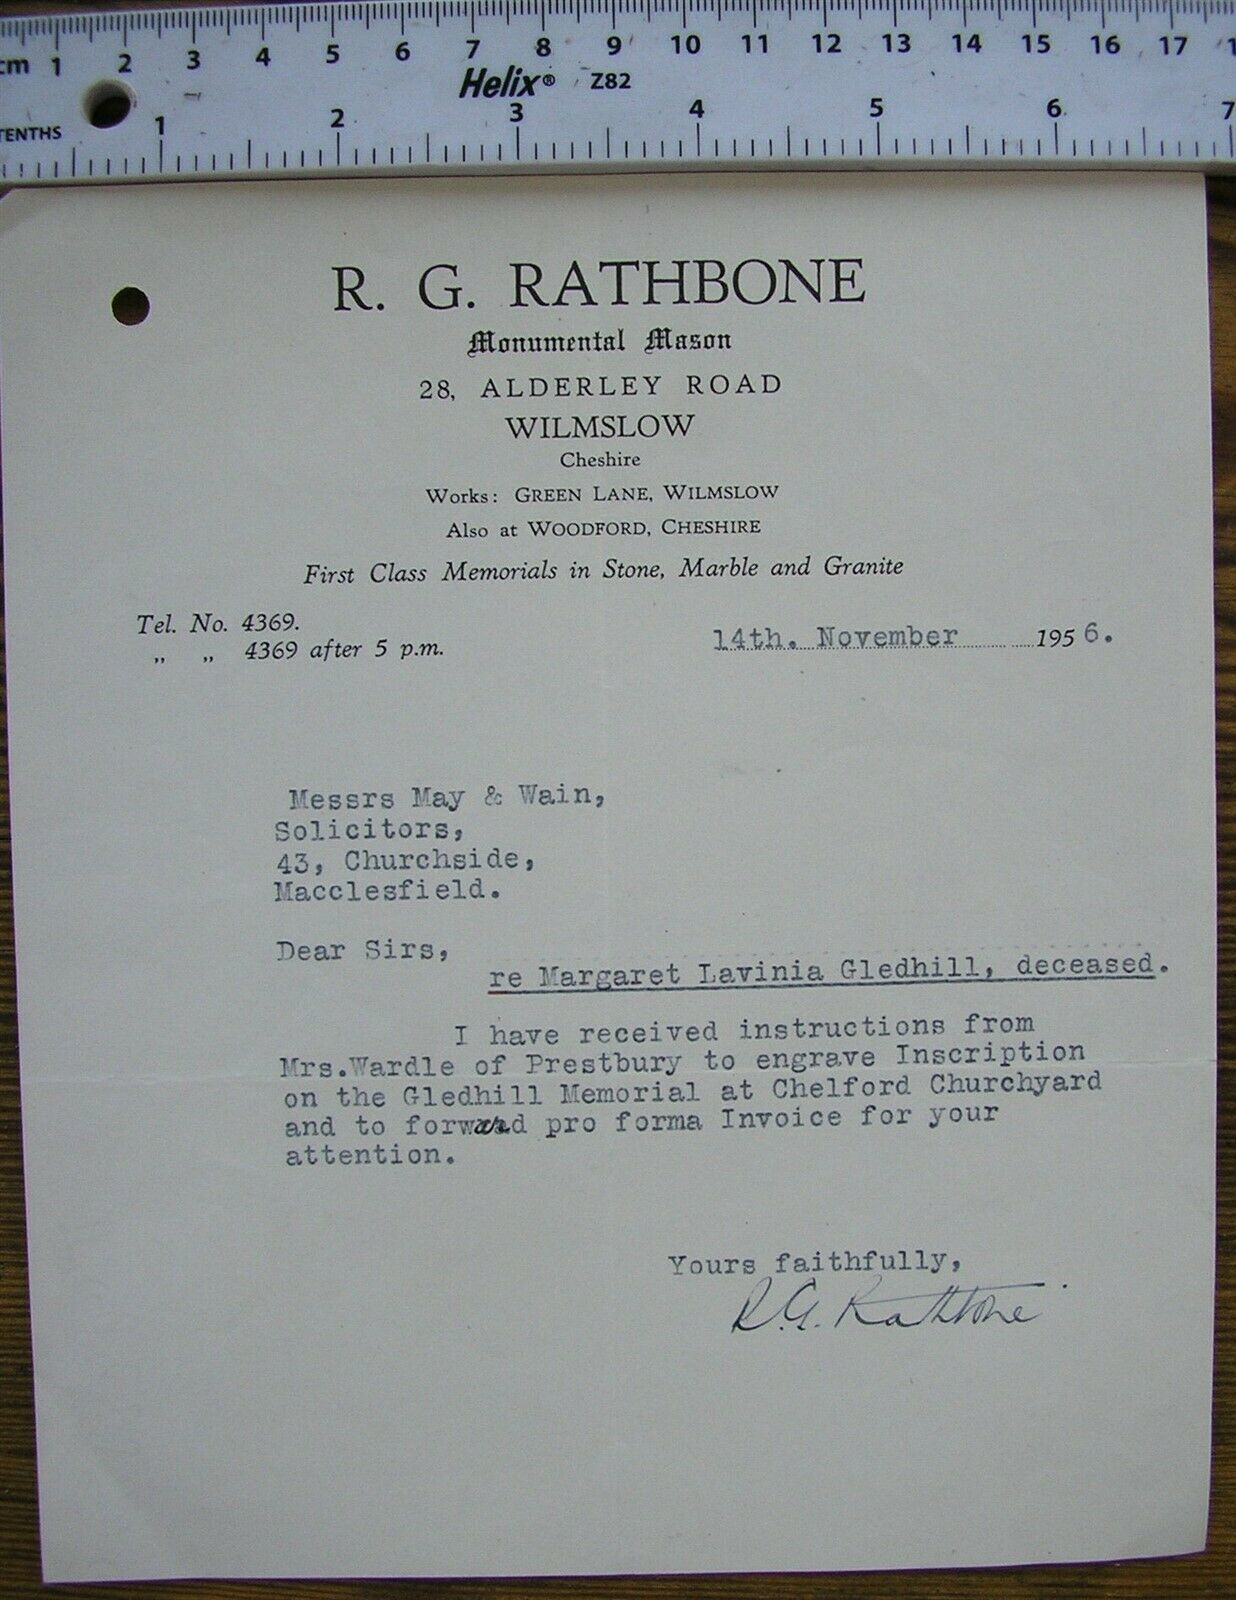 cm 1 2 3 4 5 6 7 8 9 10 11 12 13 14 15 16 17 1
Helix® Z82
TENTHS 1 2 3 4 5 6 7
R. G. RATHBONE
Monumental Mason
28, ALDERLEY ROAD
WILMSLOW
Cheshire
Works: GREEN LANE, WILMSLOW
Also at WOODFORD, CHESHIRE
First Class Memorials in Stone, Marble and Granite
Tel. No. 4369.
„ „ 4369 after 5 p.m.
14th. November 1956.
Messrs May & Wain,
Solicitors,
43, Churchside,
Macclesfield.
Dear Sirs,
re Margaret Lavinia Gledhill, deceased.
I have received instructions from
Mrs.Wardle of Prestbury to engrave Inscription
on the Gledhill Memorial at Chelford Churchyard
and to forward pro forma Invoice for your
attention.
Yours faithfully,
R.G. Rathbone